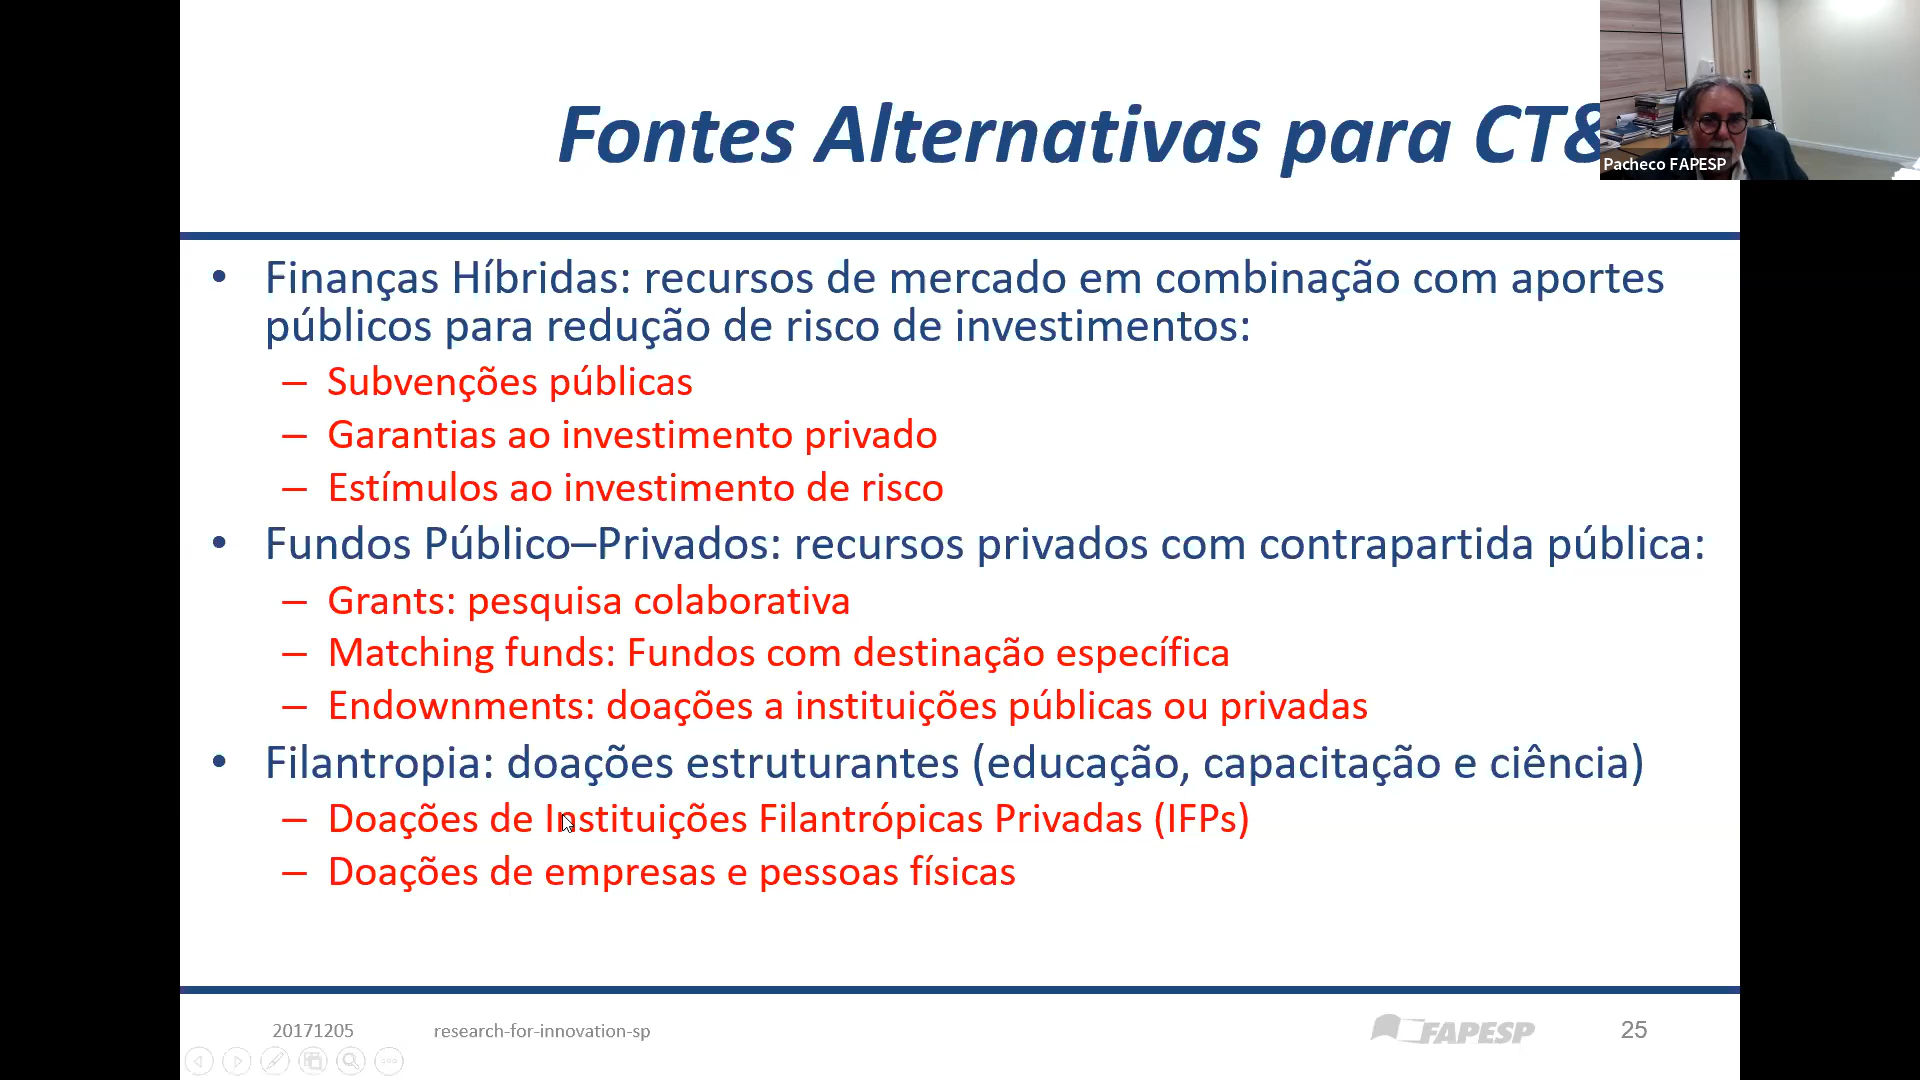 Fontes Alternativas para CT&
Pacheco FAPESP
• Finanças Híbridas: recursos de mercado em combinação com aportes
públicos para redução de risco de investimentos:
– Subvenções públicas
– Garantias ao investimento privado
– Estímulos ao investimento de risco
• Fundos Público–Privados: recursos privados com contrapartida pública:
– Grants: pesquisa colaborativa
– Matching funds: Fundos com destinação específica
– Endownments: doações a instituições públicas ou privadas
• Filantropia: doações estruturantes (educação, capacitação e ciência)
– Doações de Instituições Filantrópicas Privadas (IFPs)
– Doações de empresas e pessoas físicas
20171205 research-for-innovation-sp FAPESP 25